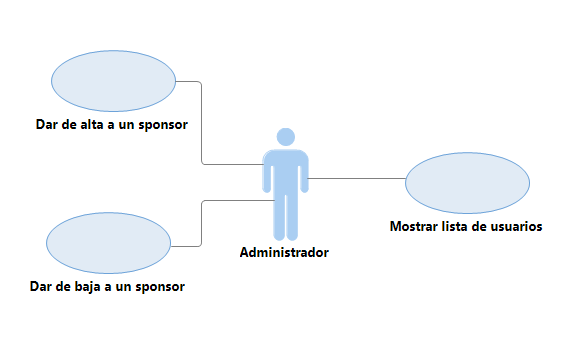 Dar de alta a un sponsor
Mostrar lista de usuarios
Administrador
Dar de baja a un sponsor